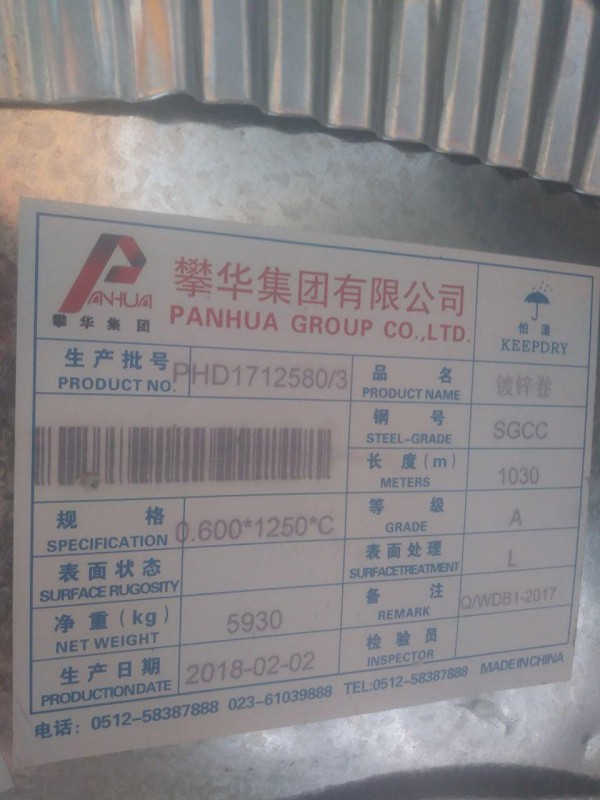 PANHUA
攀华集团
攀华集团有限公司
PANHUA GROUP CO.,LTD.
怕湿
KEEPDRY
生产批号
PRODUCT NO.
PHD1712580/3
品名
PRODUCT NAME
镀锌卷
钢号
STEEL-GRADE
SGCC
长度(m)
METERS
1030
规格
SPECIFICATION
0.600*1250*C
等级
GRADE
A
表面状态
SURFACE RUGOSITY
表面处理
SURFACETREATMENT
L
净重(kg)
NET WEIGHT
5930
备注
REMARK
Q/WDB1-2017
生产日期
PRODUCTIONDATE
2018-02-02
检验员
INSPECTOR
电话: 0512-58387888 023-61039888 TEL:0512-58387888 MADEINCHINA